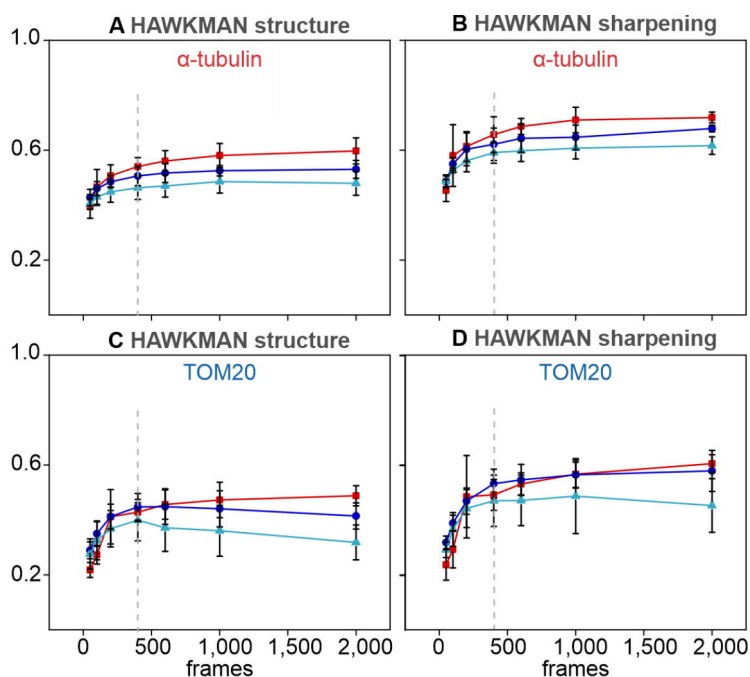 A HAWKMAN structure
B HAWKMAN sharpening
α-tubulin
α-tubulin
1.0
0.6
0.2
C HAWKMAN structure
D HAWKMAN sharpening
TOM20
TOM20
1.0
0.6
0.2
0 500 1,000 1,500 2,000
0 500 1,000 1,500 2,000
frames
frames